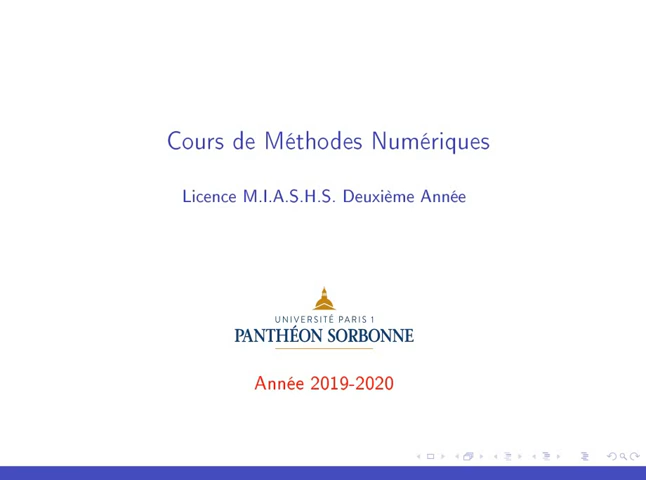 Cours de Méthodes Numériques
Licence M.I.A.S.H.S. Deuxième Année
UNIVERSITÉ PARIS 1
PANTHÉON SORBONNE
Année 2019-2020